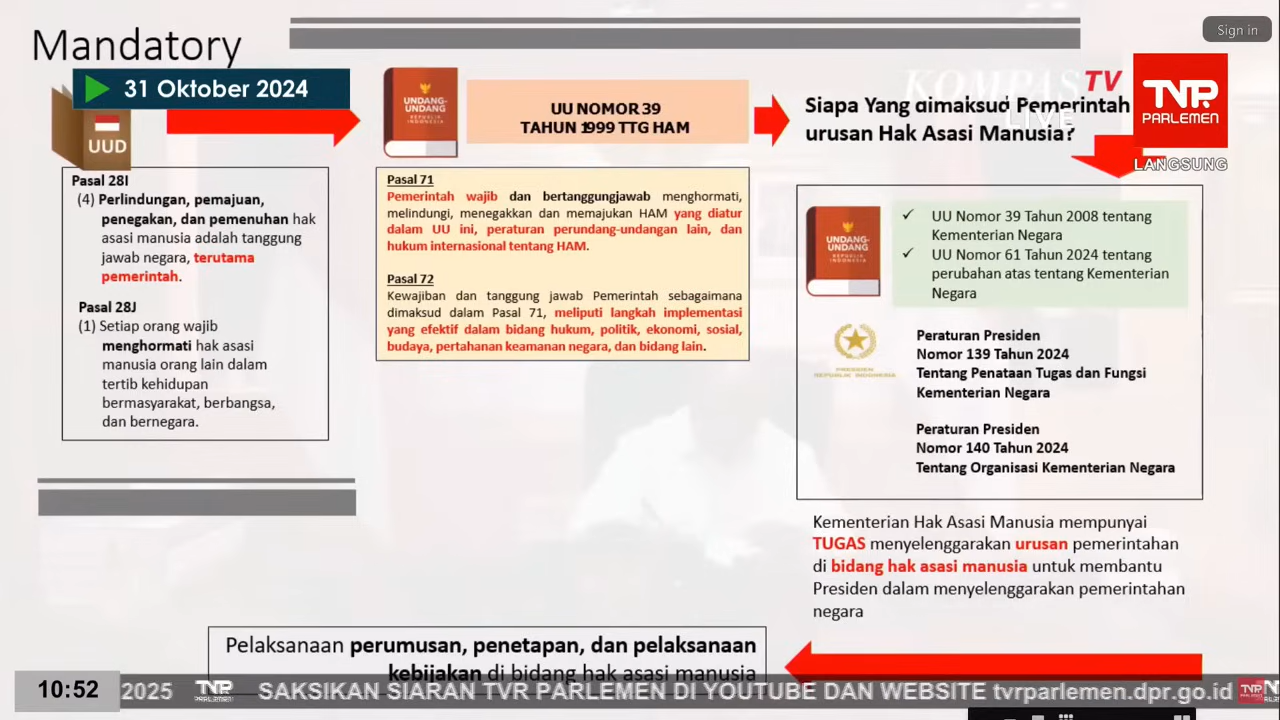 Mandatory
Sign in
31 Oktober 2024
UUD
UNDANG-
UNDANG
REPUBLIK
INDONESIA
UU NOMOR 39
TAHUN 1999 TTG HAM
KOMPAS TV
LIVE
Siapa Yang dimaksud Pemerintah
urusan Hak Asasi Manusia?
TVR
PARLEMEN
LANGSUNG
Pasal 28I
(4) Perlindungan, pemajuan,
penegakan, dan pemenuhan hak
asasi manusia adalah tanggung
jawab negara, terutama
pemerintah.
Pasal 28J
(1) Setiap orang wajib
menghormati hak asasi
manusia orang lain dalam
tertib kehidupan
bermasyarakat, berbangsa,
dan bernegara.
Pasal 71
Pemerintah wajib dan bertanggungjawab menghormati,
melindungi, menegakkan dan memajukan HAM yang diatur
dalam UU ini, peraturan perundang-undangan lain, dan
hukum internasional tentang HAM.
Pasal 72
Kewajiban dan tanggung jawab Pemerintah sebagaimana
dimaksud dalam Pasal 71, meliputi langkah implementasi
yang efektif dalam bidang hukum, politik, ekonomi, sosial,
budaya, pertahanan keamanan negara, dan bidang lain.
UNDANG-
UNDANG
REPUBLIK
INDONESIA
✓ UU Nomor 39 Tahun 2008 tentang
Kementerian Negara
✓ UU Nomor 61 Tahun 2024 tentang
perubahan atas tentang Kementerian
Negara
PRESIDEN
REPUBLIK INDONESIA
Peraturan Presiden
Nomor 139 Tahun 2024
Tentang Penataan Tugas dan Fungsi
Kementerian Negara
Peraturan Presiden
Nomor 140 Tahun 2024
Tentang Organisasi Kementerian Negara
Kementerian Hak Asasi Manusia mempunyai
TUGAS menyelenggarakan urusan pemerintahan
di bidang hak asasi manusia untuk membantu
Presiden dalam menyelenggarakan pemerintahan
negara
Pelaksanaan perumusan, penetapan, dan pelaksanaan
kebijakan di bidang hak asasi manusia
10:52 2025 TVR PARLEMEN SAKSIKAN SIARAN TVR PARLEMEN DI YOUTUBE DAN WEBSITE tvrparlemen.dpr.go.id